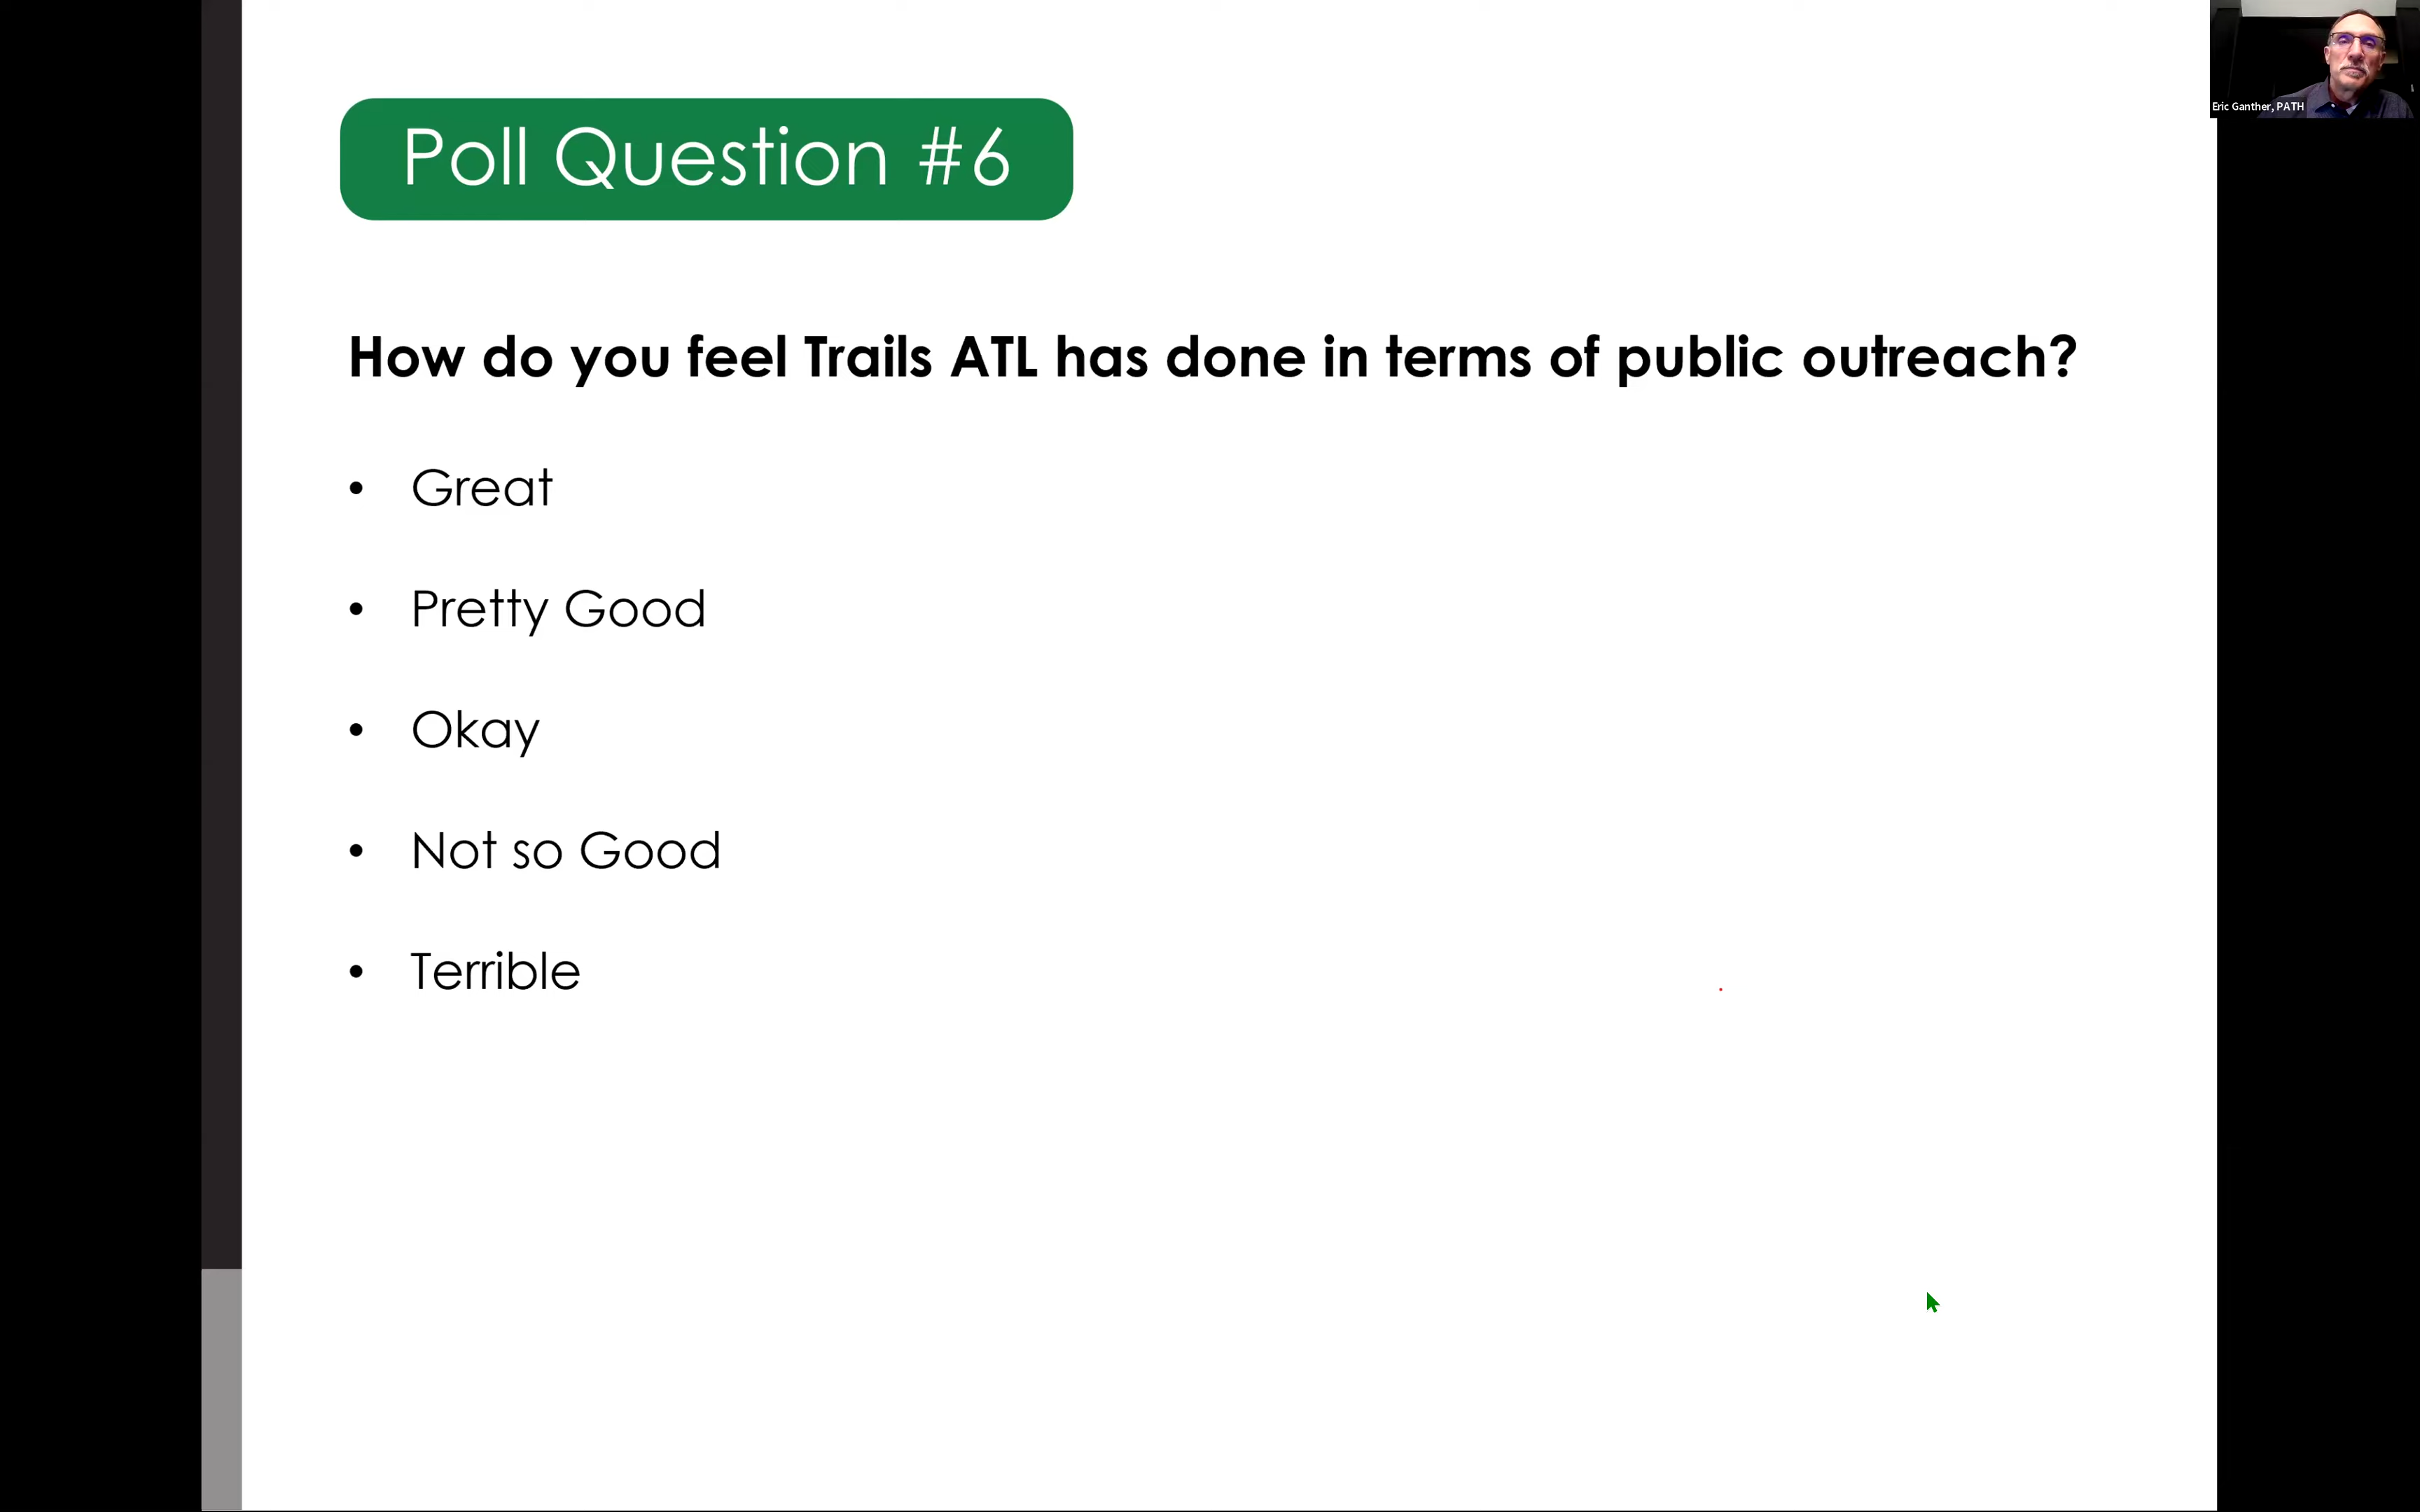 Poll Question #6
Eric Ganther, PATH
How do you feel Trails ATL has done in terms of public outreach?
• Great
• Pretty Good
• Okay
• Not so Good
• Terrible